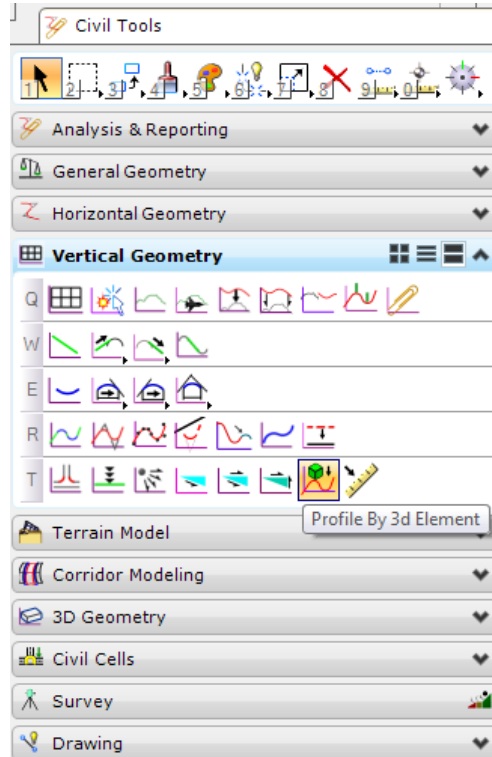 Civil Tools
1 2 3 4 5 6 7 8 9 0
Analysis & Reporting
General Geometry
Horizontal Geometry
Vertical Geometry
Q
W
E
R
T
Profile By 3d Element
Terrain Model
Corridor Modeling
3D Geometry
Civil Cells
Survey
Drawing